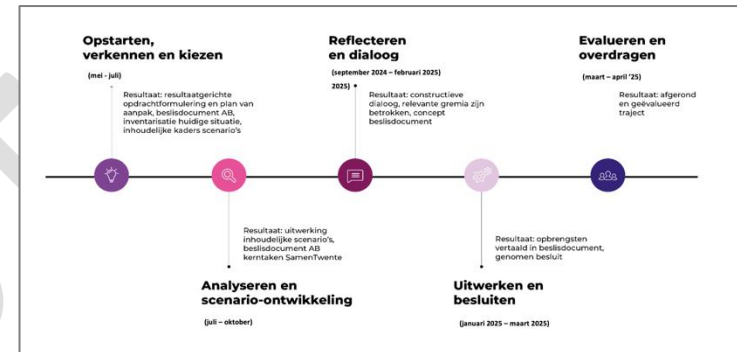 Opstarten,
verkennen en kiezen
(mei - juli)
Resultaat: resultaatgerichte
opdrachtformulering en plan van
aanpak, beslisdocument AB,
inventarisatie huidige situatie,
inhoudelijke kaders scenario's
Analyseren en
scenario-ontwikkeling
(juli – oktober)
Resultaat: uitwerking
inhoudelijke scenario's,
beslisdocument AB
kerntaken SamenTwente
Reflecteren
en dialoog
(september 2024 – februari 2025)
2025)
Resultaat: constructieve
dialoog, relevante gremia zijn
betrokken, concept
beslisdocument
Uitwerken en
besluiten
(januari 2025 – maart 2025)
Resultaat: opbrengsten
vertaald in beslisdocument,
genomen besluit
Evalueren en
overdragen
(maart – april '25)
Resultaat: afgerond
en geëvalueerd
traject